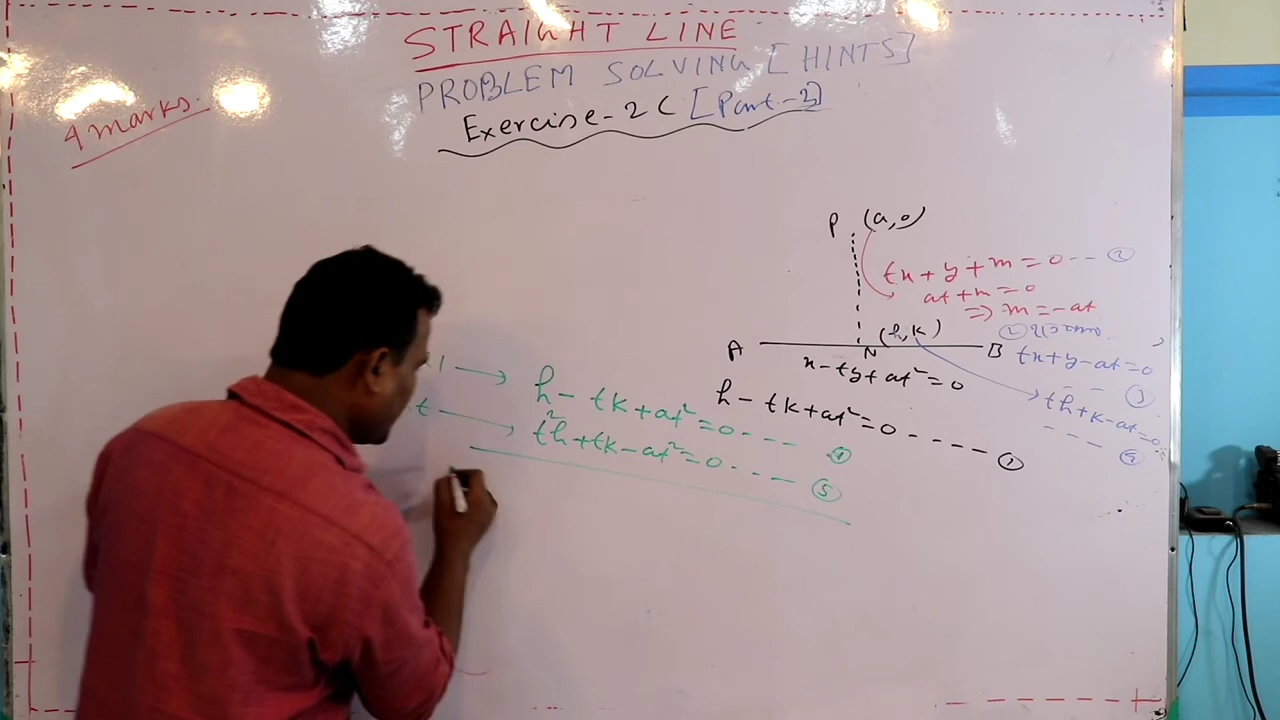 STRAIGHT LINE
PROBLEM SOLVING [HINTS]
Exercise-2C [Part-3]
4 marks.
P (a,0)
tx+y+m=0--②
at+m=0
⇒ m=-at
A N (h,k) B
x-ty+at²=0
tx+y-at=0
-- ③
th+k-at=0
--- ④
h-tk+at²=0----- ①
1 → h-tk+at²=0---
t → t²h+tk-at²=0--- ⑤